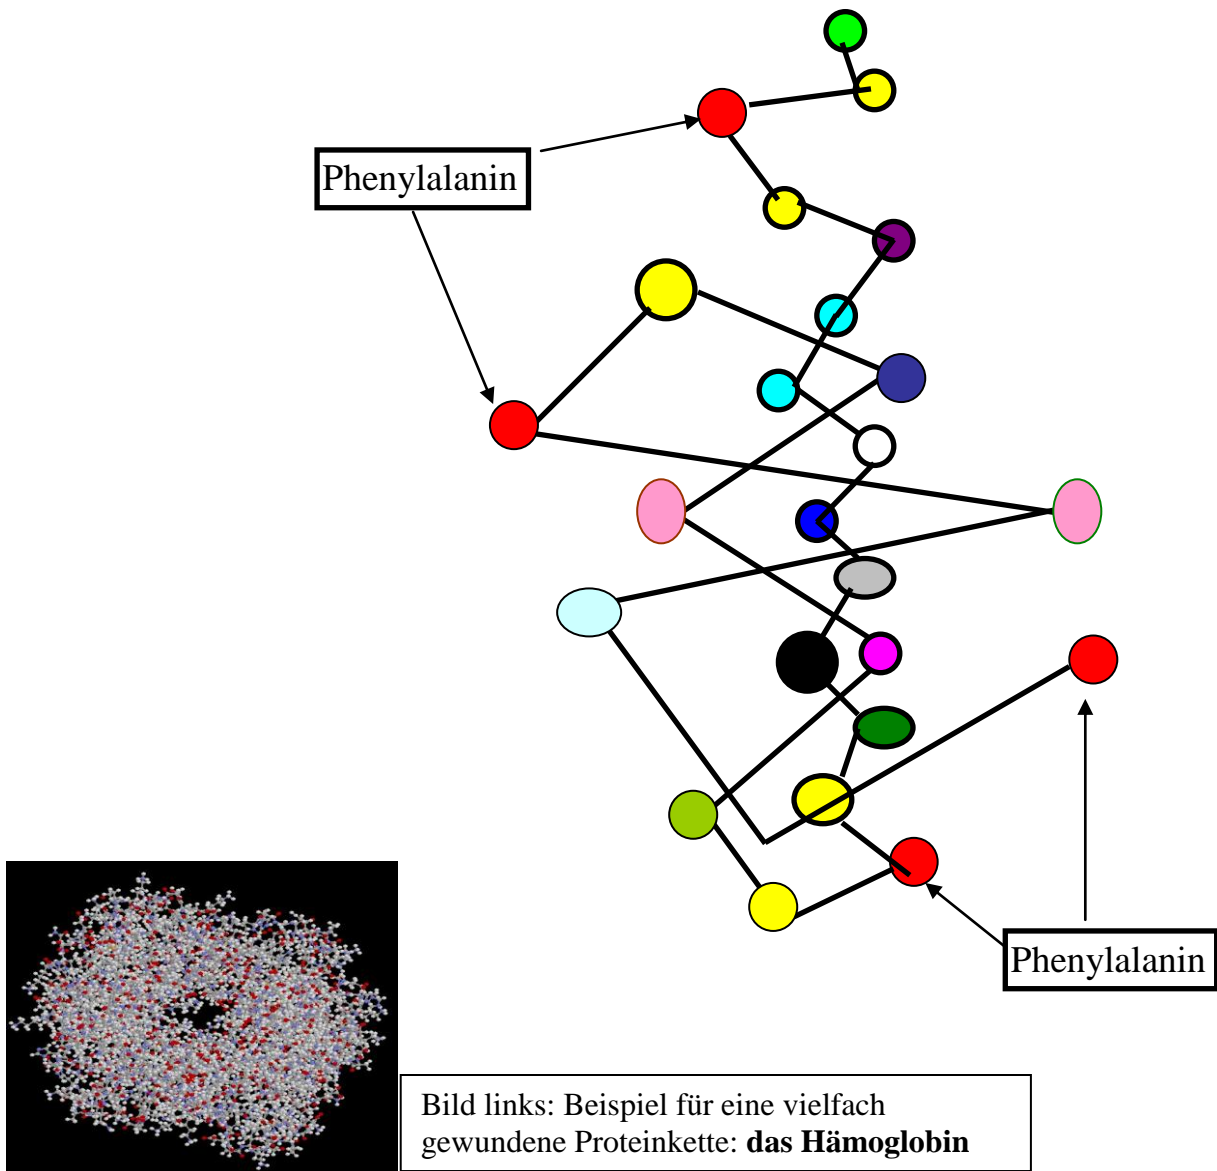 Phenylalanin
Phenylalanin
Bild links: Beispiel für eine vielfach
gewundene Proteinkette: das Hämoglobin